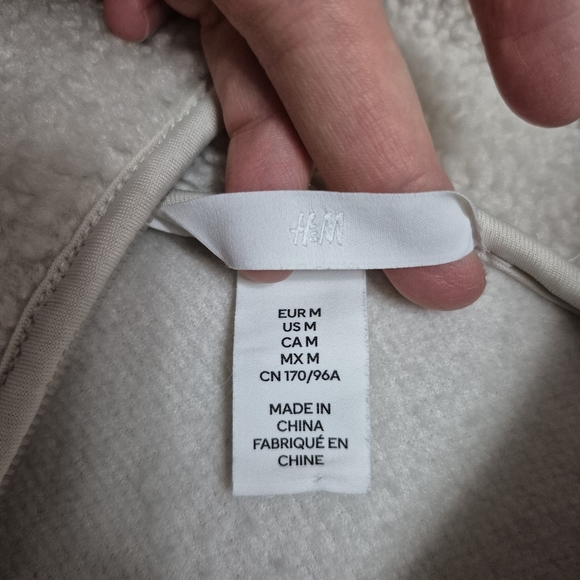 H&M
EUR M
US M
CA M
MX M
CN 170/96A
MADE IN
CHINA
FABRIQUÉ EN
CHINE